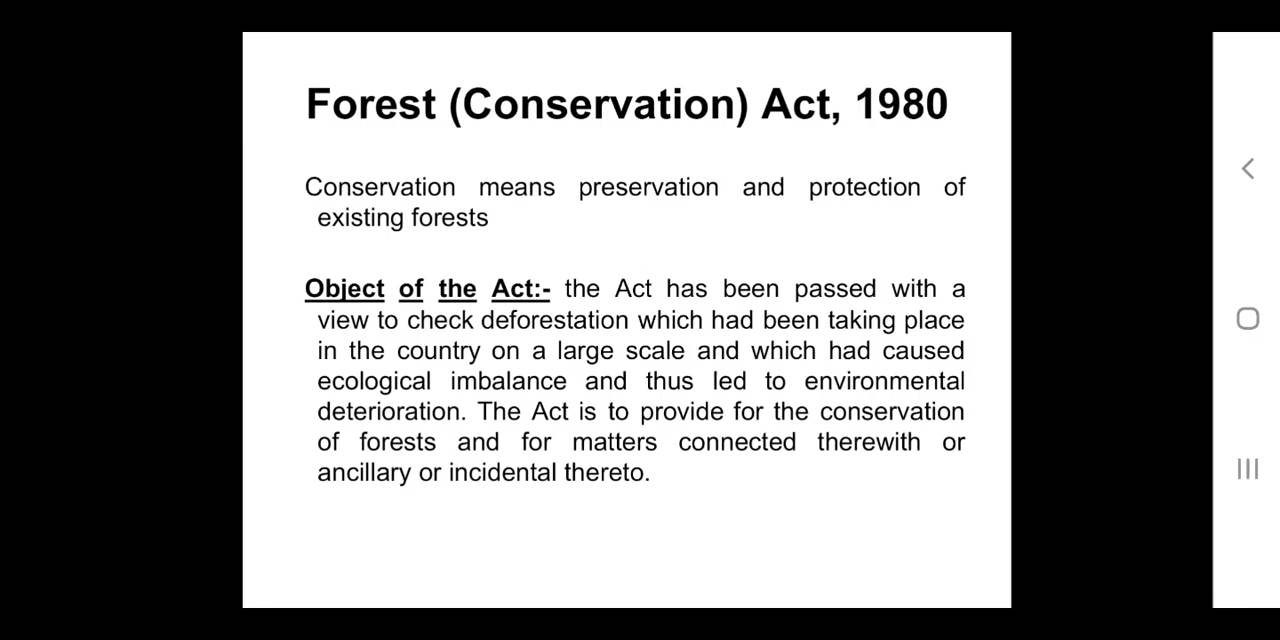 Forest (Conservation) Act, 1980
Conservation means preservation and protection of
existing forests
Object of the Act:- the Act has been passed with a
view to check deforestation which had been taking place
in the country on a large scale and which had caused
ecological imbalance and thus led to environmental
deterioration. The Act is to provide for the conservation
of forests and for matters connected therewith or
ancillary or incidental thereto.